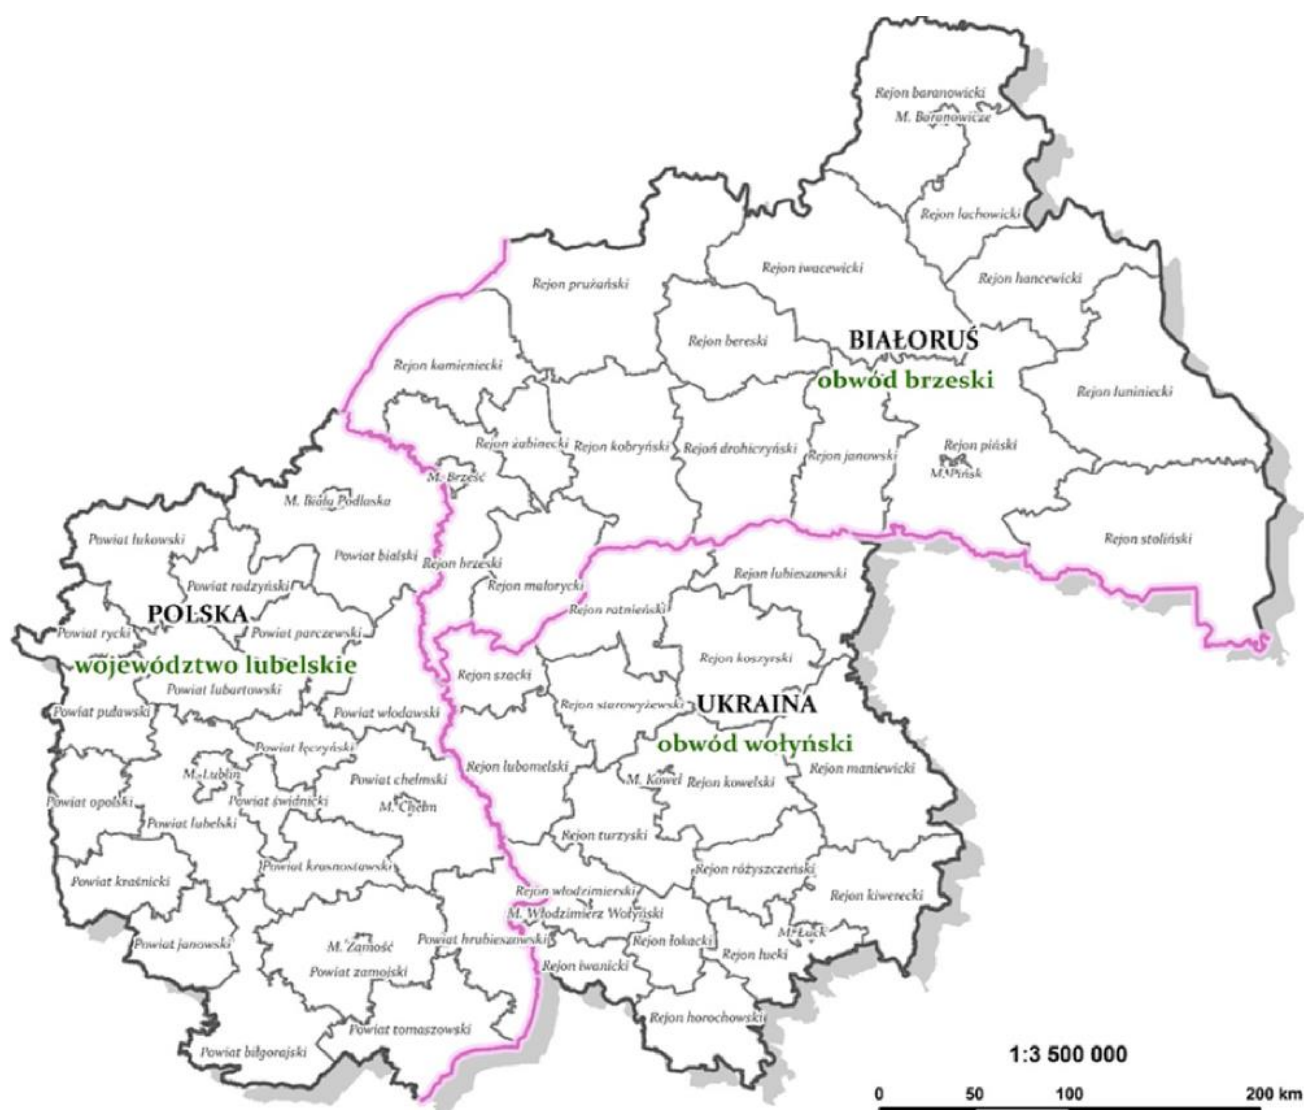 Rejon baranowicki
M. Baranowicze
Rejon lachowicki
Rejon iwacewicki
Rejon hancewicki
Rejon prużański
Rejon bereski
BIAŁORUŚ
Rejon kamieniecki
obwód brzeski
Rejon łuniniecki
Rejon żabinecki
Rejon kobryński
Rejon drohiczyński
Rejon janowski
Rejon piński
M. Pińsk
M. Brześć
M. Biała Podlaska
Powiat łukowski
Powiat bialski
Rejon brzeski
Rejon stoliński
Powiat radzyński
Rejon małorycki
Rejon lubieszowski
POLSKA
Rejon ratnieński
Powiat rycki
Powiat parczewski
województwo lubelskie
Rejon koszyrski
Rejon szacki
Powiat lubartowski
Powiat puławski
Powiat włodawski
Rejon starowyżewski
UKRAINA
Powiat łęczyński
obwód wołyński
M. Lublin
Powiat chełmski
Rejon lubomelski
M. Kowel
Rejon kowelski
Rejon maniewicki
Powiat opolski
Powiat świdnicki
M. Chełm
Powiat lubelski
Rejon turzyski
Powiat kraśnicki
Powiat krasnostawski
Rejon różyszczeński
Rejon włodzimierski
Rejon kiwerecki
M. Włodzimierz Wołyński
Powiat janowski
M. Zamość
Powiat hrubieszowski
Rejon łokacki
M. Łuck
Rejon łucki
Powiat zamojski
Rejon iwanicki
Powiat tomaszowski
Rejon horochowski
Powiat biłgorajski
1:3 500 000
0 50 100 200 km